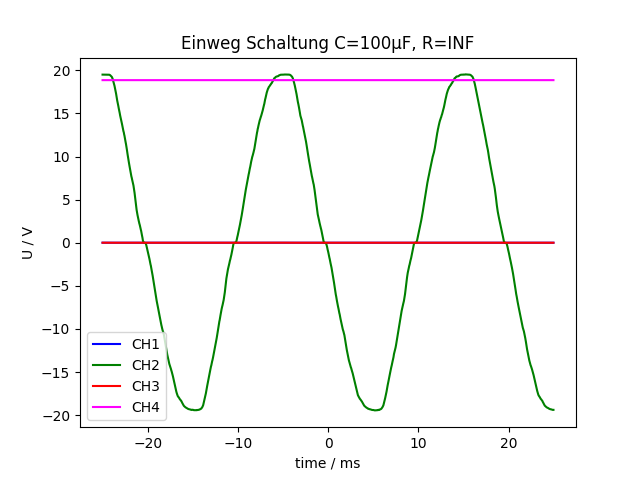 Einweg Schaltung C=100μF, R=INF
20
15
10
5
0
−5
−10
−15
−20
U / V
CH1
CH2
CH3
CH4
−20 −10 0 10 20
time / ms